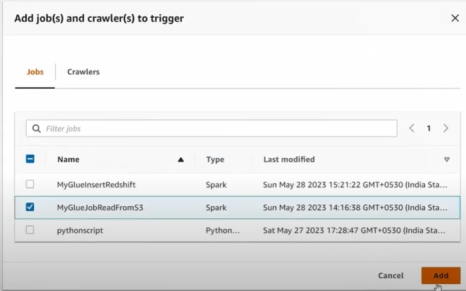 Add job(s) and crawler(s) to trigger
Jobs
Crawlers
Filter jobs
1
Name Type Last modified
MyGlueInsertRedshift Spark Sun May 28 2023 15:21:22 GMT+0530 (India Sta...
MyGlueJobReadFromS3 Spark Sun May 28 2023 14:16:38 GMT+0530 (India Sta...
pythonscript Python... Sat May 27 2023 17:28:47 GMT+0530 (India Sta...
Cancel
Add